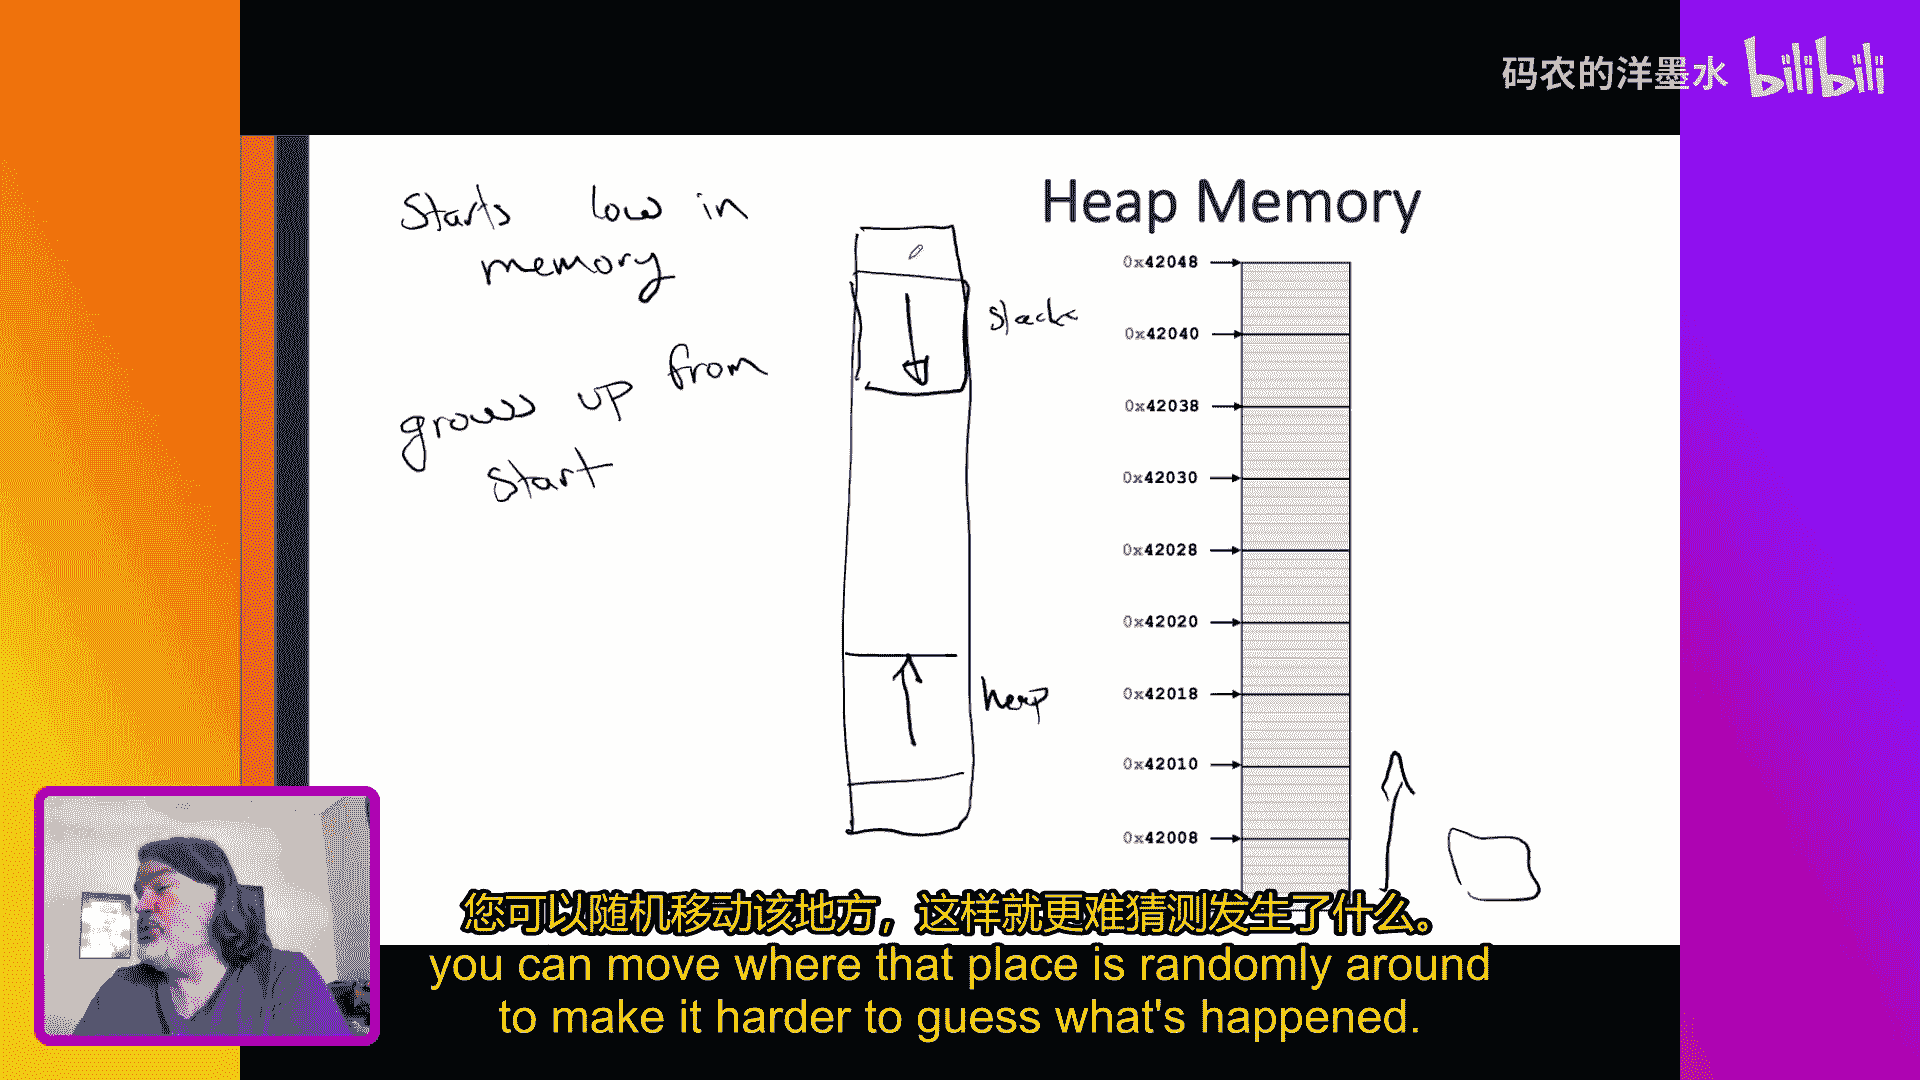 码农的洋墨水 bilibili
Heap Memory
Starts low in
memory
grows up from
start
stack
heap
0x42048
0x42040
0x42038
0x42030
0x42028
0x42020
0x42018
0x42010
0x42008
您可以随机移动该地方，这样就更难猜测发生了什么。
you can move where that place is randomly around
to make it harder to guess what's happened.